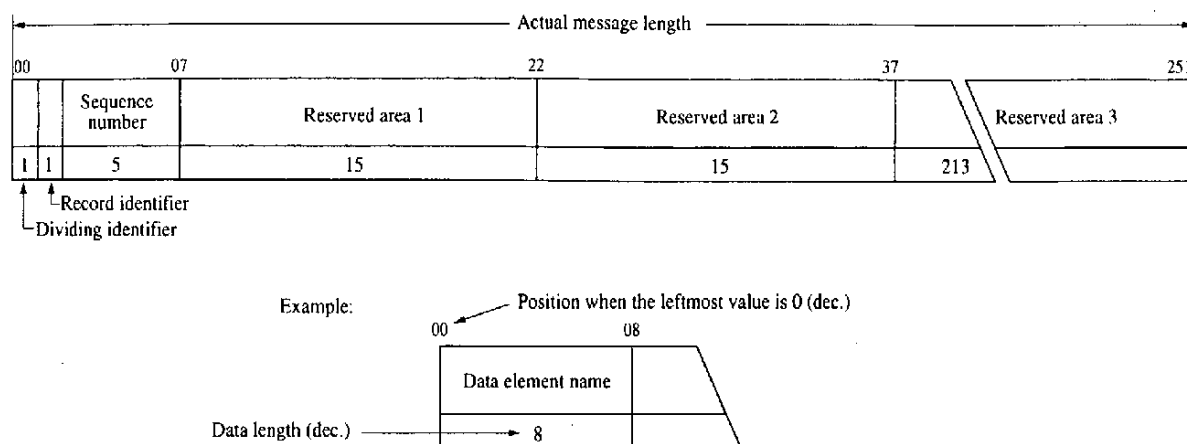 Actual message length
00 07 22 37 251
Sequence number Reserved area 1 Reserved area 2 Reserved area 3
1 1 5 15 15 213
Record identifier
Dividing identifier
Example: Position when the leftmost value is 0 (dec.)
00 08
Data element name
Data length (dec.) 8